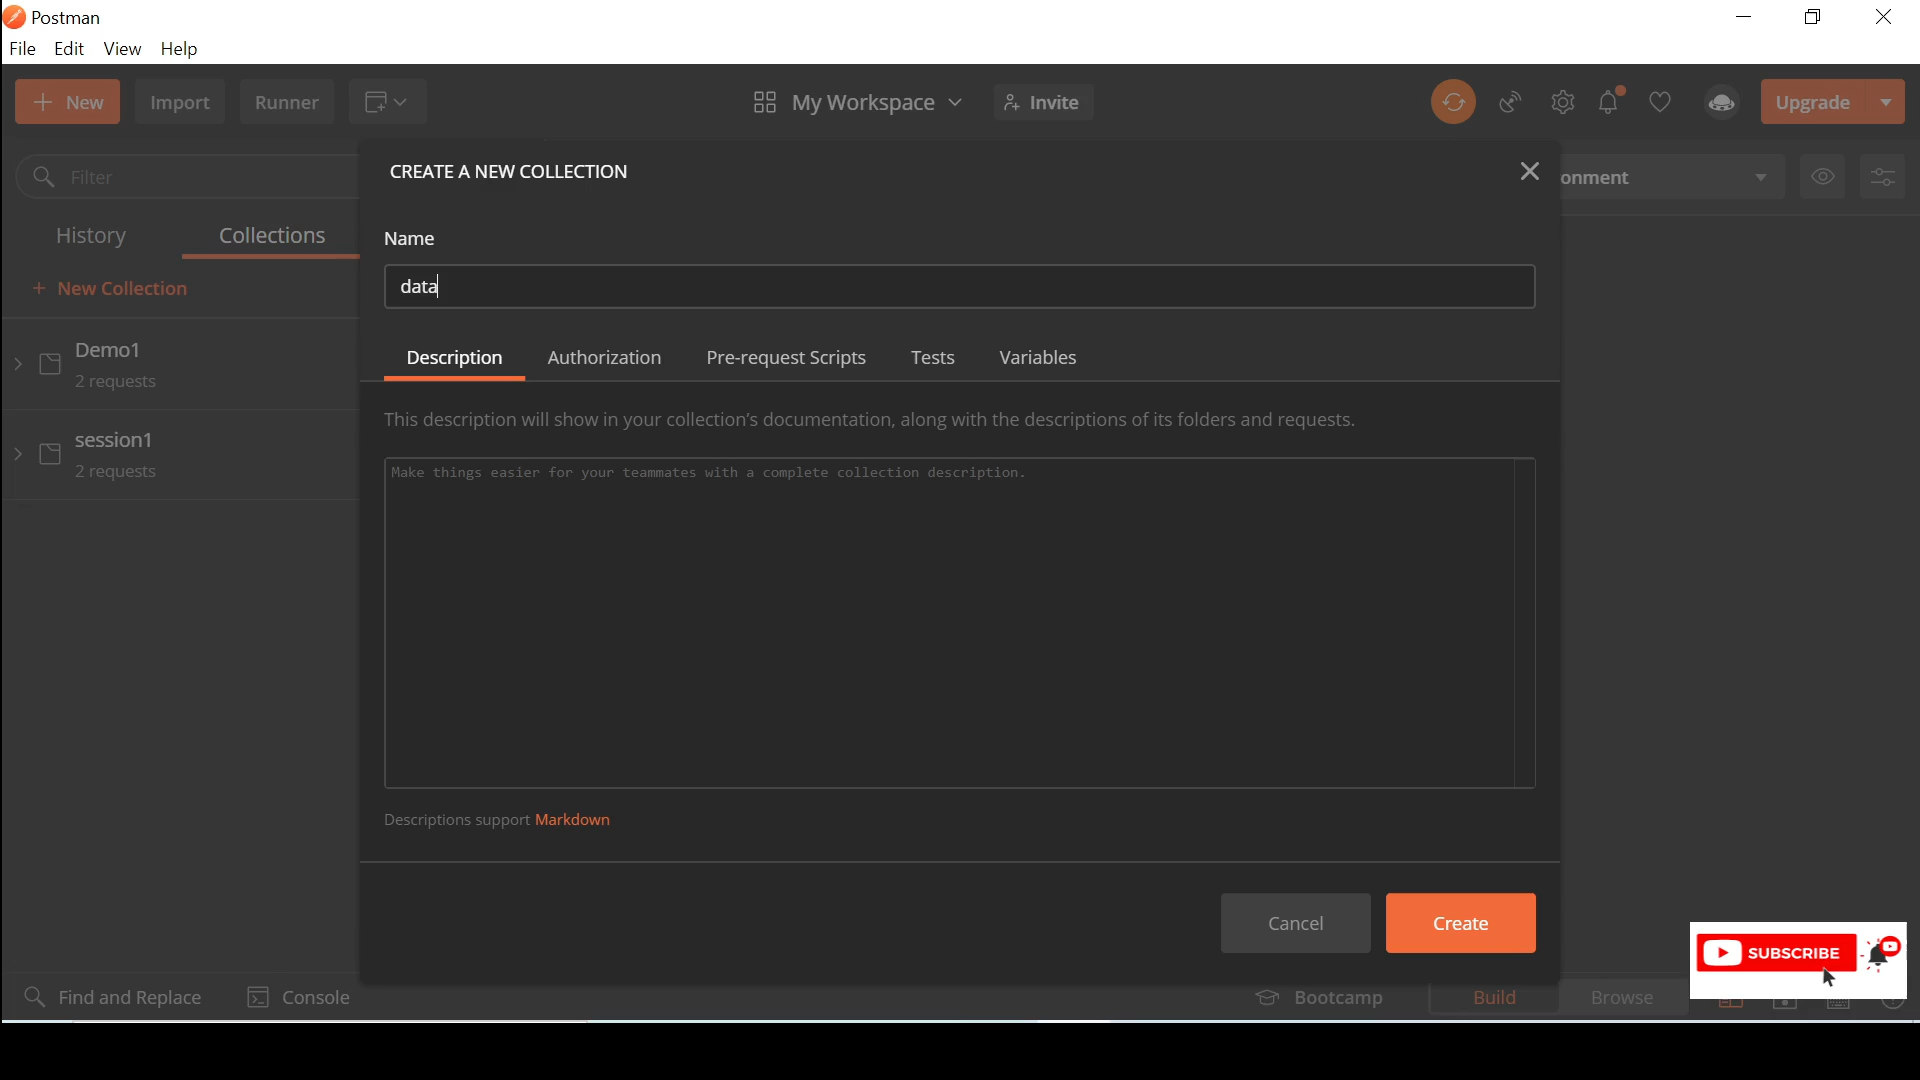 Postman
File Edit View Help
+ New Import Runner My Workspace Invite Upgrade
CREATE A NEW COLLECTION
Filter onment
Name
History Collections
data
+ New Collection
Demo1
2 requests
Description Authorization Pre-request Scripts Tests Variables
This description will show in your collection's documentation, along with the descriptions of its folders and requests.
session1
2 requests
Make things easier for your teammates with a complete collection description.
Descriptions support Markdown
Cancel Create
SUBSCRIBE
Find and Replace Console Bootcamp Build Browse